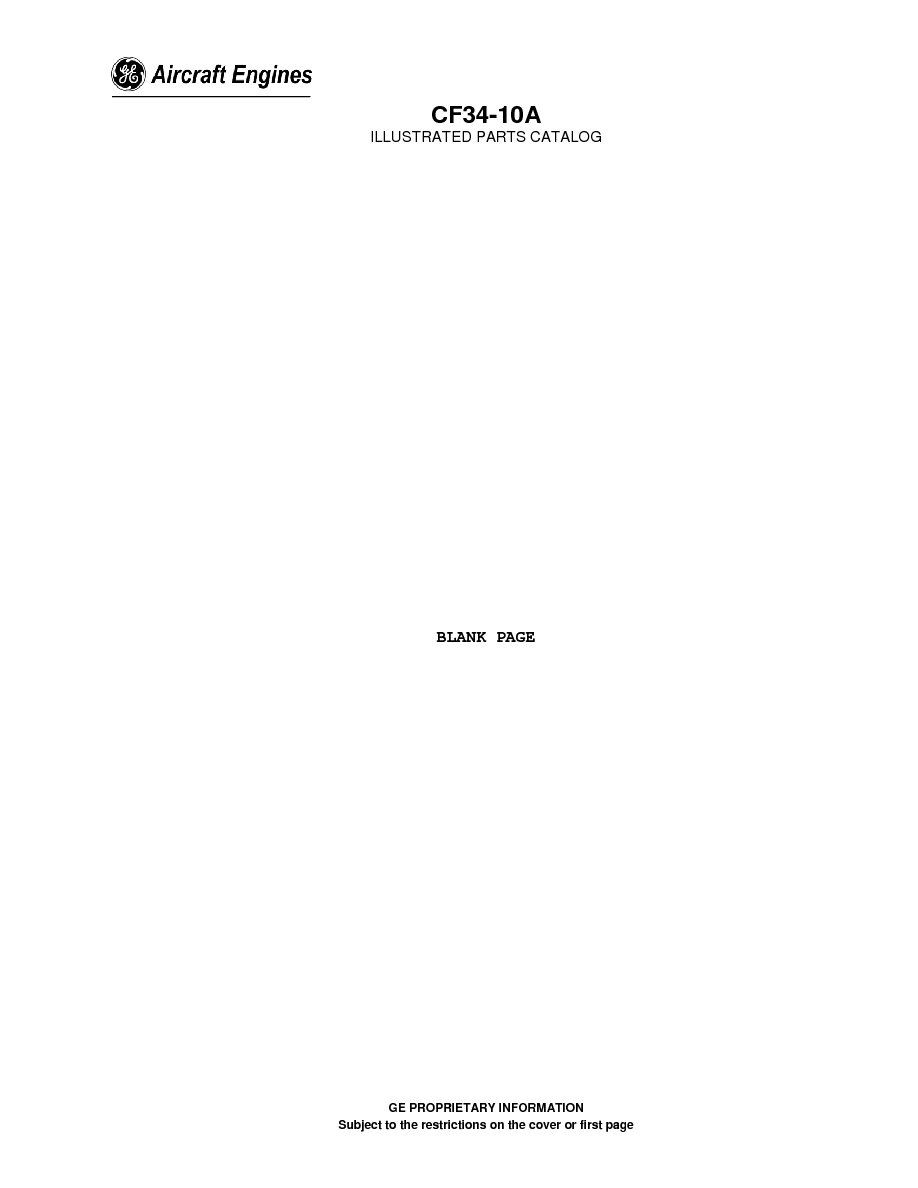 GE Aircraft Engines
CF34-10A
ILLUSTRATED PARTS CATALOG
BLANK PAGE
GE PROPRIETARY INFORMATION
Subject to the restrictions on the cover or first page